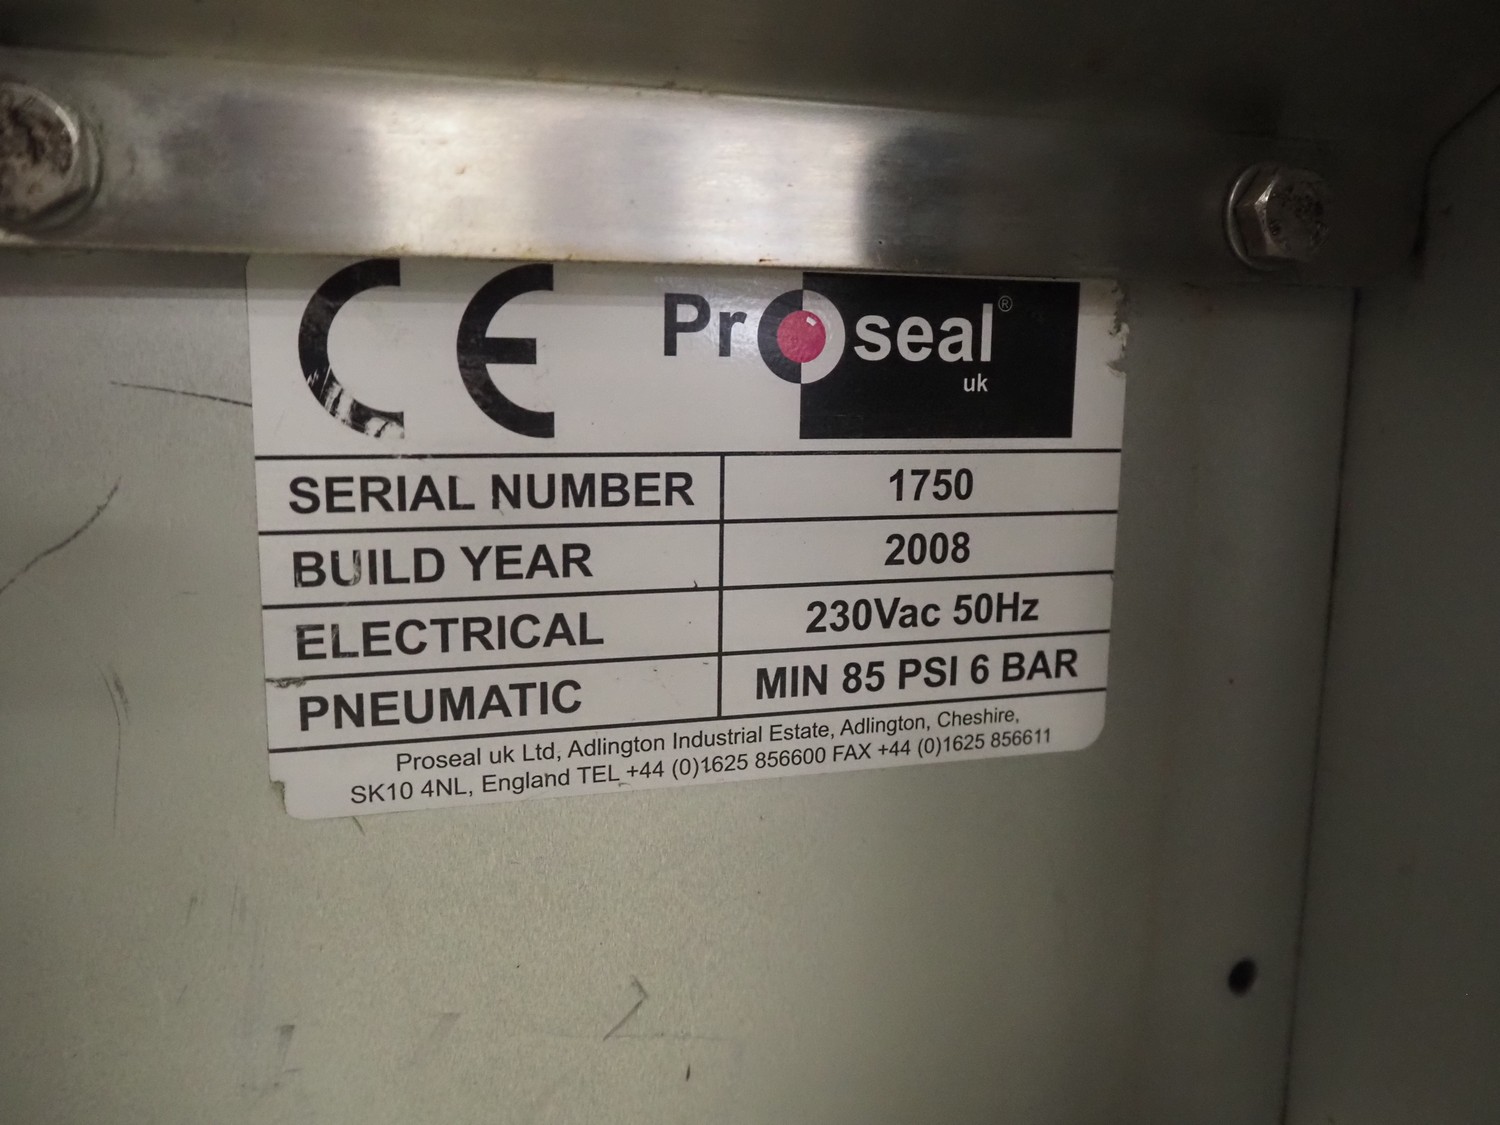 CE Proseal®
uk
SERIAL NUMBER 1750
BUILD YEAR 2008
ELECTRICAL 230Vac 50Hz
PNEUMATIC MIN 85 PSI 6 BAR
Proseal uk Ltd, Adlington Industrial Estate, Adlington, Cheshire,
SK10 4NL, England TEL +44 (0)1625 856600 FAX +44 (0)1625 856611